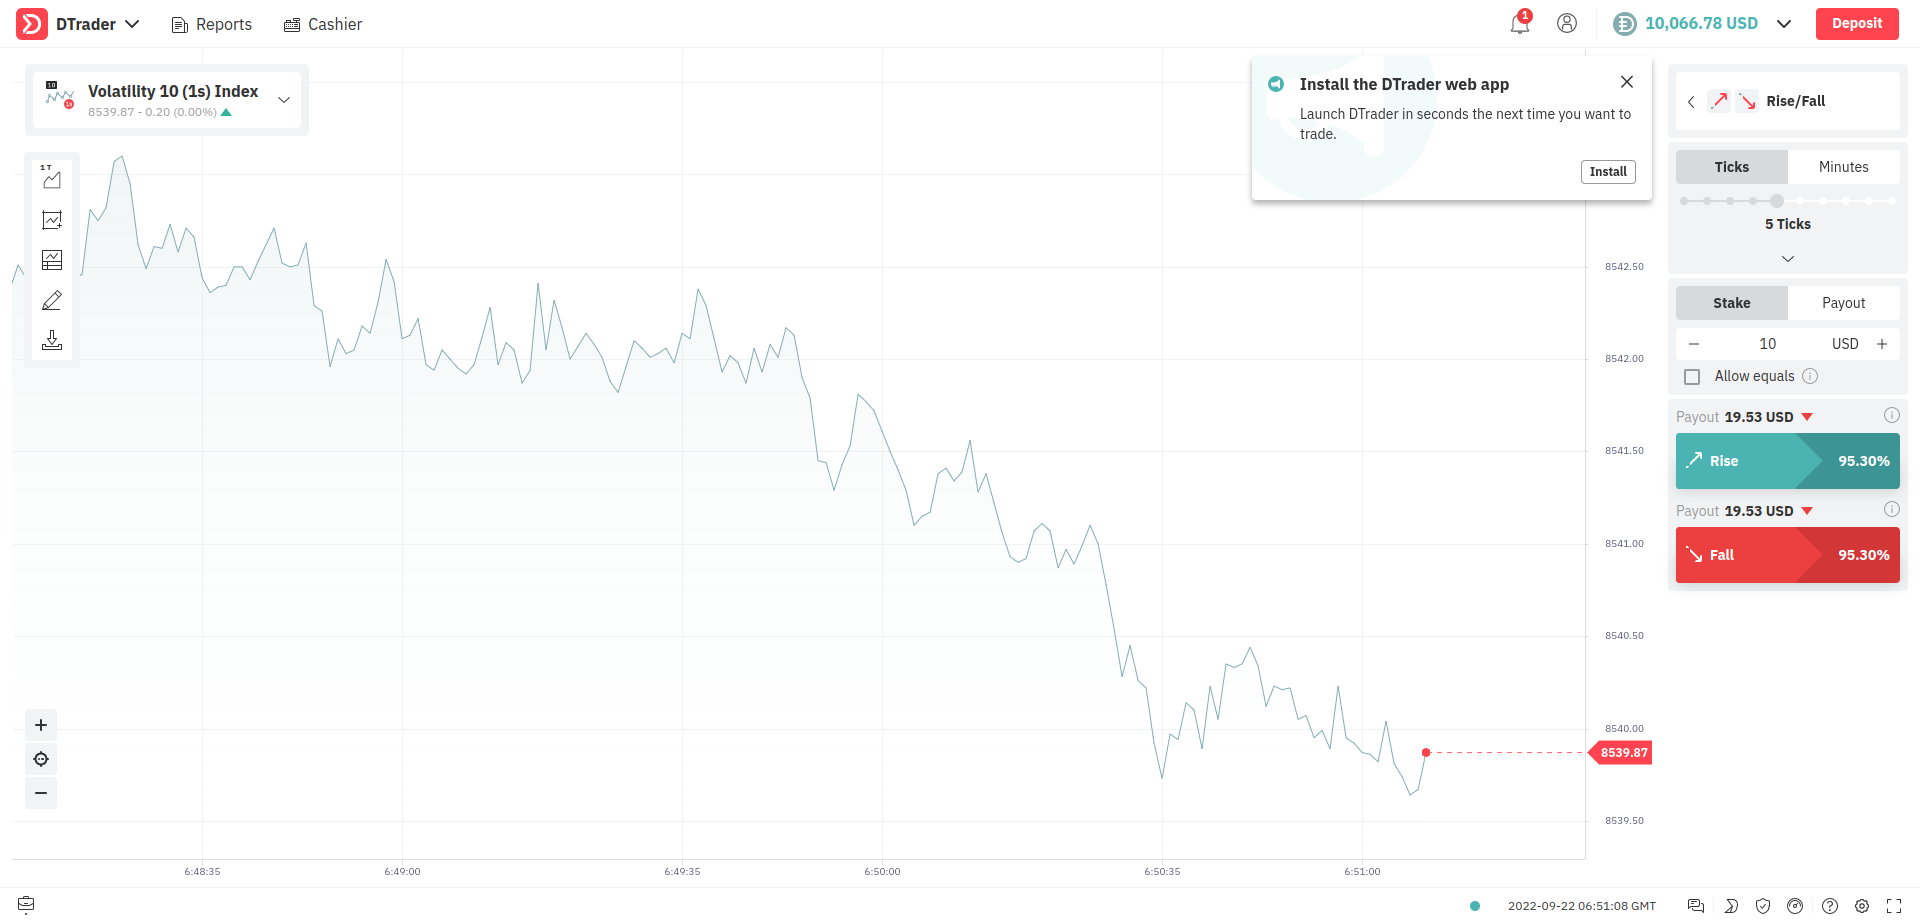 DTrader
Reports
Cashier
1
10,066.78 USD
Deposit
10
1s
Volatility 10 (1s) Index
8539.87 - 0.20 (0.00%)
1 T
Install the DTrader web app
Launch DTrader in seconds the next time you want to
trade.
Install
Rise/Fall
Ticks
Minutes
5 Ticks
Stake
Payout
10
USD
Allow equals
Payout 19.53 USD
Rise
95.30%
Payout 19.53 USD
Fall
95.30%
8542.50
8542.00
8541.50
8541.00
8540.50
8540.00
8539.87
8539.50
6:48:35
6:49:00
6:49:35
6:50:00
6:50:35
6:51:00
2022-09-22 06:51:08 GMT